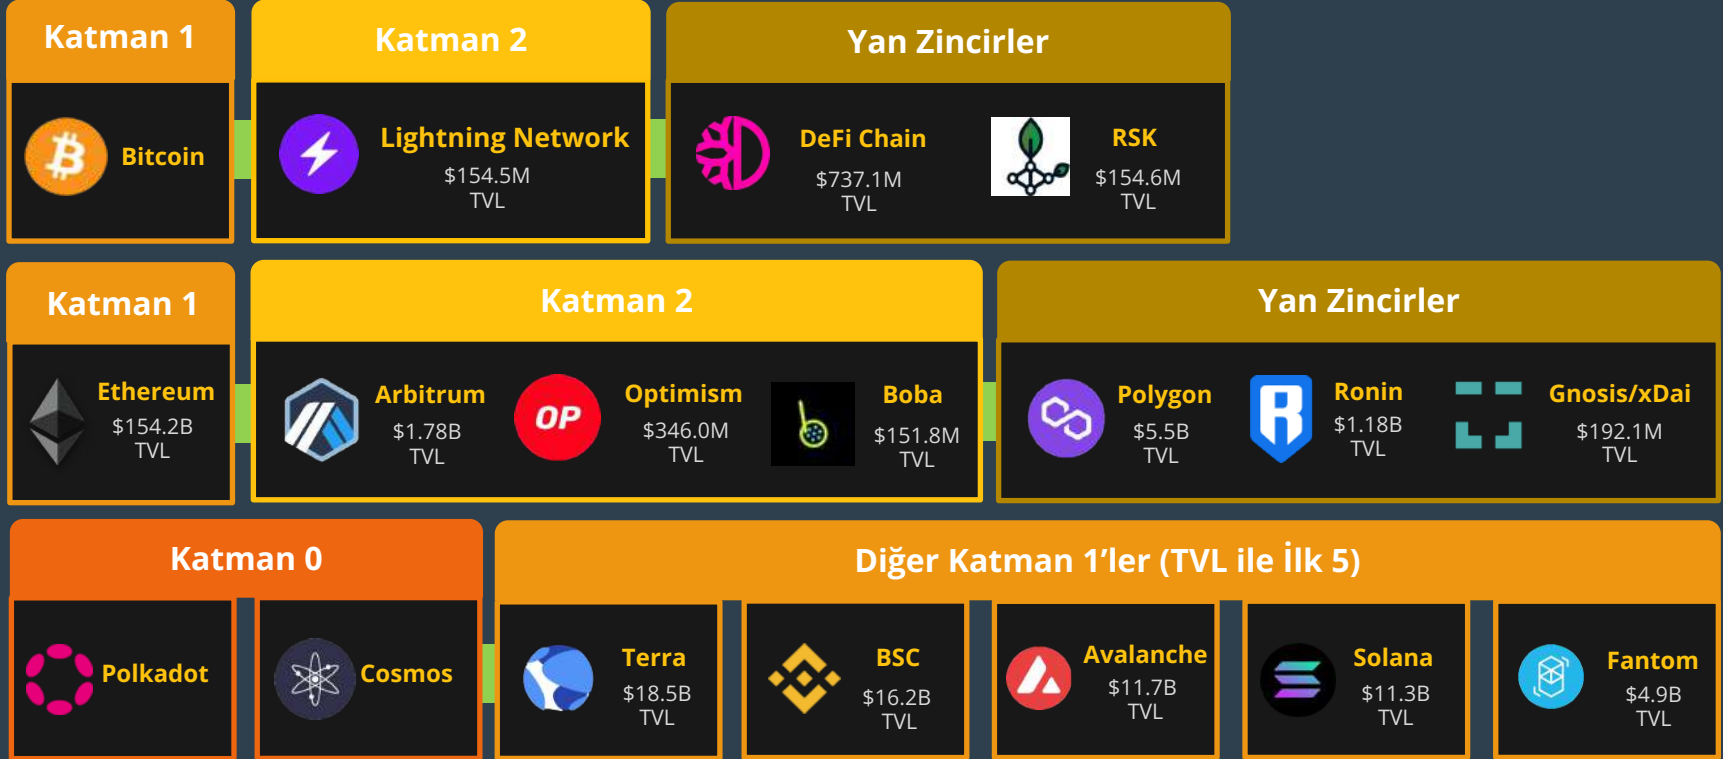 Katman 1
Katman 2
Yan Zincirler
Bitcoin
Lightning Network
$154.5M
TVL
DeFi Chain
$737.1M
TVL
RSK
$154.6M
TVL
Katman 1
Katman 2
Yan Zincirler
Ethereum
$154.2B
TVL
Arbitrum
$1.78B
TVL
OP
Optimism
$346.0M
TVL
Boba
$151.8M
TVL
Polygon
$5.5B
TVL
Ronin
$1.18B
TVL
Gnosis/xDai
$192.1M
TVL
Katman 0
Diğer Katman 1’ler (TVL ile İlk 5)
Polkadot
Cosmos
Terra
$18.5B
TVL
BSC
$16.2B
TVL
Avalanche
$11.7B
TVL
Solana
$11.3B
TVL
Fantom
$4.9B
TVL